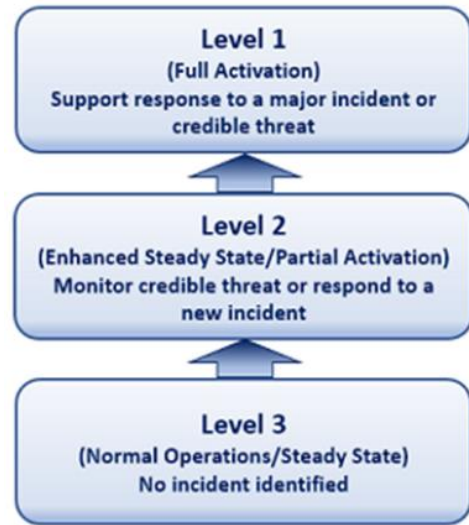 Level 1
(Full Activation)
Support response to a major incident or
credible threat
Level 2
(Enhanced Steady State/Partial Activation)
Monitor credible threat or respond to a
new incident
Level 3
(Normal Operations/Steady State)
No incident identified